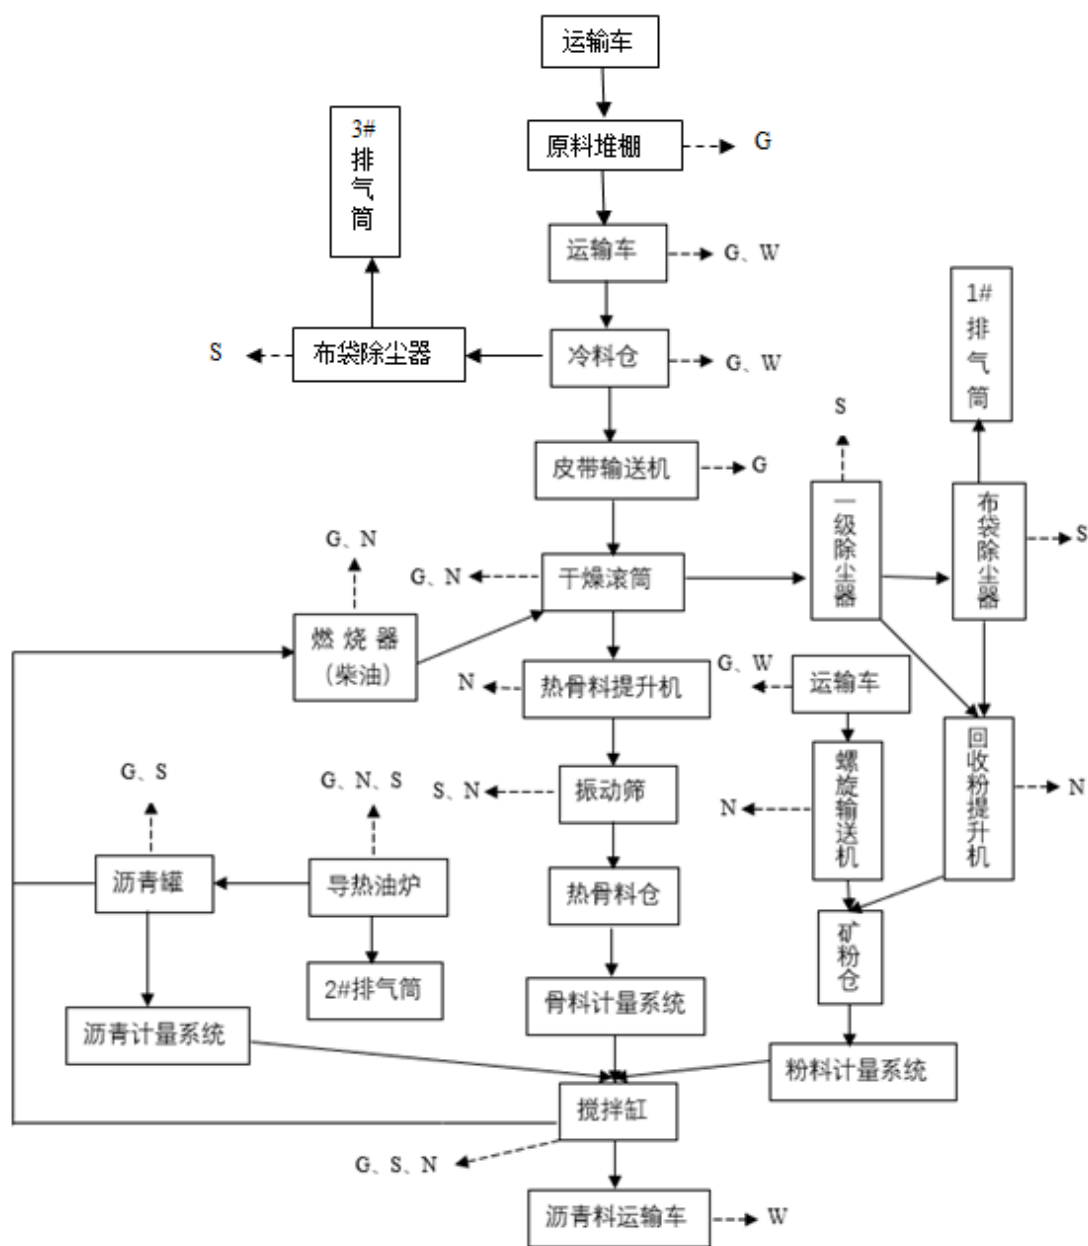 运输车
3#
排
气
筒
原料堆棚
G
运输车
G、W
1#
排
气
筒
S
布袋除尘器
冷料仓
G、W
S
皮带输送机
G
一级除尘器
布袋除尘器
S
G、N
G、N
干燥滚筒
燃烧器
（柴油）
N
热骨料提升机
G、W
运输车
回收粉提升机
N
G、S
G、N、S
S、N
振动筛
N
螺旋输送机
沥青罐
导热油炉
热骨料仓
矿粉仓
2#排气筒
骨料计量系统
沥青计量系统
粉料计量系统
搅拌缸
G、S、N
沥青料运输车
W